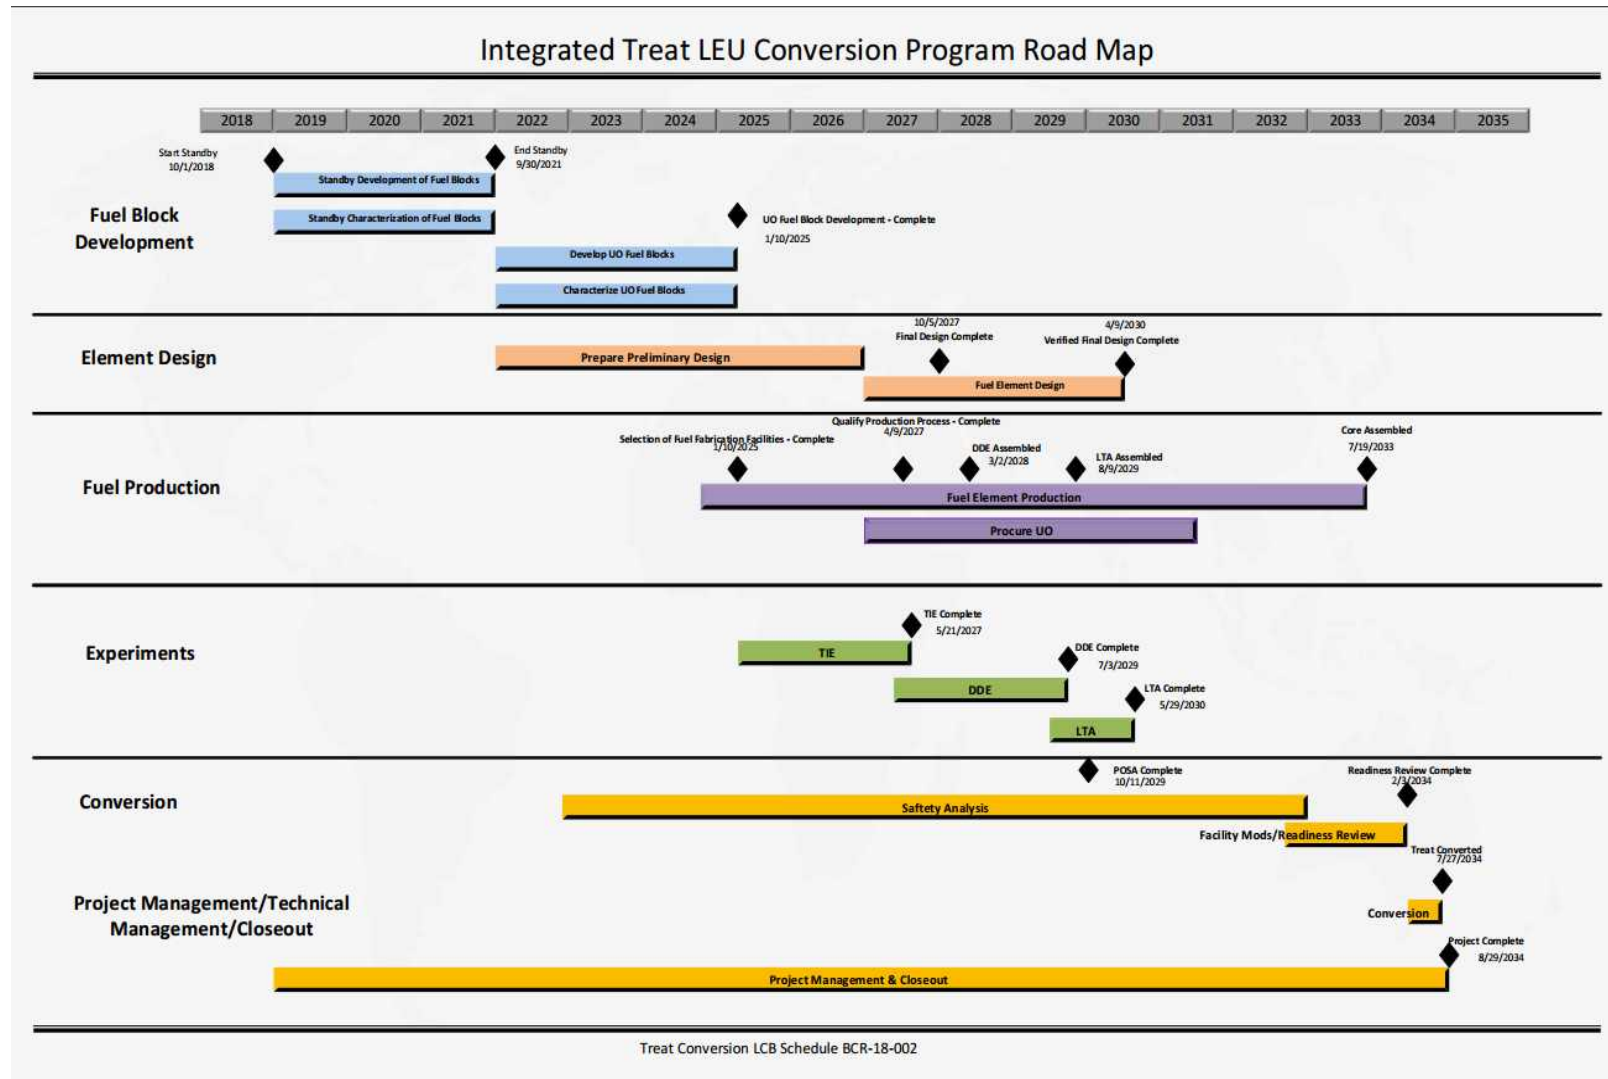 Integrated Treat LEU Conversion Program Road Map
2018 2019 2020 2021 2022 2023 2024 2025 2026 2027 2028 2029 2030 2031 2032 2033 2034 2035
Start Standby
10/1/2018
End Standby
9/30/2021
Standby Development of Fuel Blocks
Fuel Block
Development
Standby Characterization of Fuel Blocks
UO Fuel Block Development - Complete
1/10/2025
Develop UO Fuel Blocks
Characterize UO Fuel Blocks
Element Design
10/5/2027
Final Design Complete
4/9/2030
Verified Final Design Complete
Prepare Preliminary Design
Fuel Element Design
Fuel Production
Selection of Fuel Fabrication Facilities - Complete
1/10/2025
Qualify Production Process - Complete
4/9/2027
DDE Assembled
3/2/2028
LTA Assembled
8/9/2029
Core Assembled
7/19/2033
Fuel Element Production
Procure UO
Experiments
TIE Complete
5/21/2027
TIE
DDE Complete
7/3/2029
DDE
LTA Complete
5/29/2030
LTA
Conversion
POSA Complete
10/11/2029
Readiness Review Complete
2/3/2034
Saftety Analysis
Facility Mods/Readiness Review
Treat Converted
7/27/2034
Conversion
Project Management/Technical
Management/Closeout
Project Complete
8/29/2034
Project Management & Closeout
Treat Conversion LCB Schedule BCR-18-002